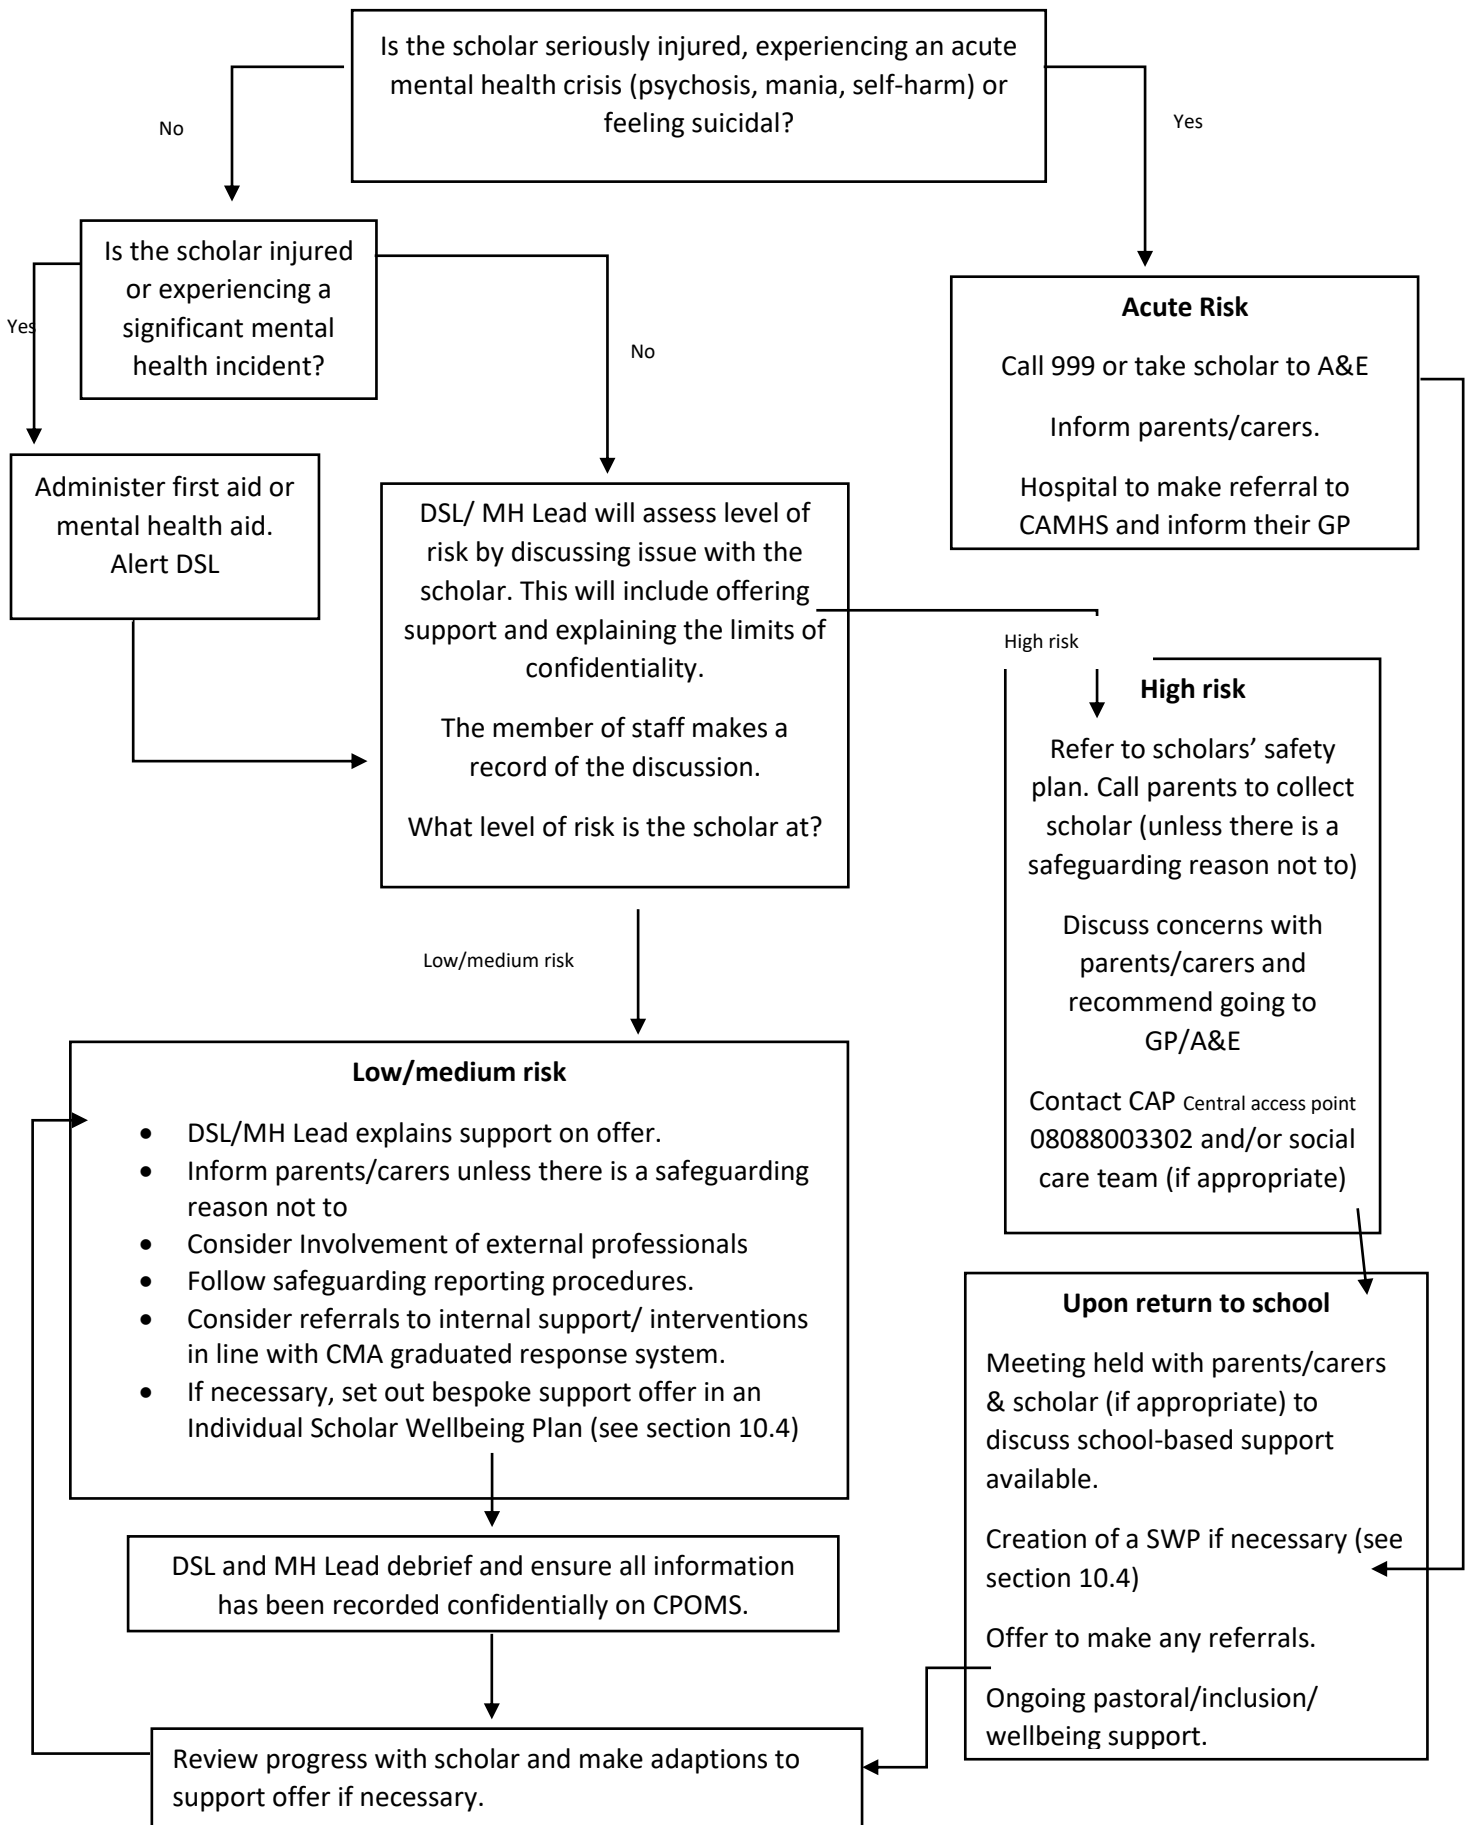 Is the scholar seriously injured, experiencing an acute
mental health crisis (psychosis, mania, self-harm) or
feeling suicidal?
No
Yes
Is the scholar injured
or experiencing a
significant mental
health incident?
Yes
No
Acute Risk
Call 999 or take scholar to A&E
Inform parents/carers.
Hospital to make referral to
CAMHS and inform their GP
Administer first aid or
mental health aid.
Alert DSL
DSL/ MH Lead will assess level of
risk by discussing issue with the
scholar. This will include offering
support and explaining the limits of
confidentiality.
The member of staff makes a
record of the discussion.
What level of risk is the scholar at?
High risk
High risk
Refer to scholars’ safety
plan. Call parents to collect
scholar (unless there is a
safeguarding reason not to)
Discuss concerns with
parents/carers and
recommend going to
GP/A&E
Contact CAP Central access point
08088003302 and/or social
care team (if appropriate)
Low/medium risk
Low/medium risk
• DSL/MH Lead explains support on offer.
• Inform parents/carers unless there is a safeguarding
reason not to
• Consider Involvement of external professionals
• Follow safeguarding reporting procedures.
• Consider referrals to internal support/ interventions
in line with CMA graduated response system.
• If necessary, set out bespoke support offer in an
Individual Scholar Wellbeing Plan (see section 10.4)
Upon return to school
Meeting held with parents/carers
& scholar (if appropriate) to
discuss school-based support
available.
Creation of a SWP if necessary (see
section 10.4)
Offer to make any referrals.
Ongoing pastoral/inclusion/
wellbeing support.
DSL and MH Lead debrief and ensure all information
has been recorded confidentially on CPOMS.
Review progress with scholar and make adaptions to
support offer if necessary.